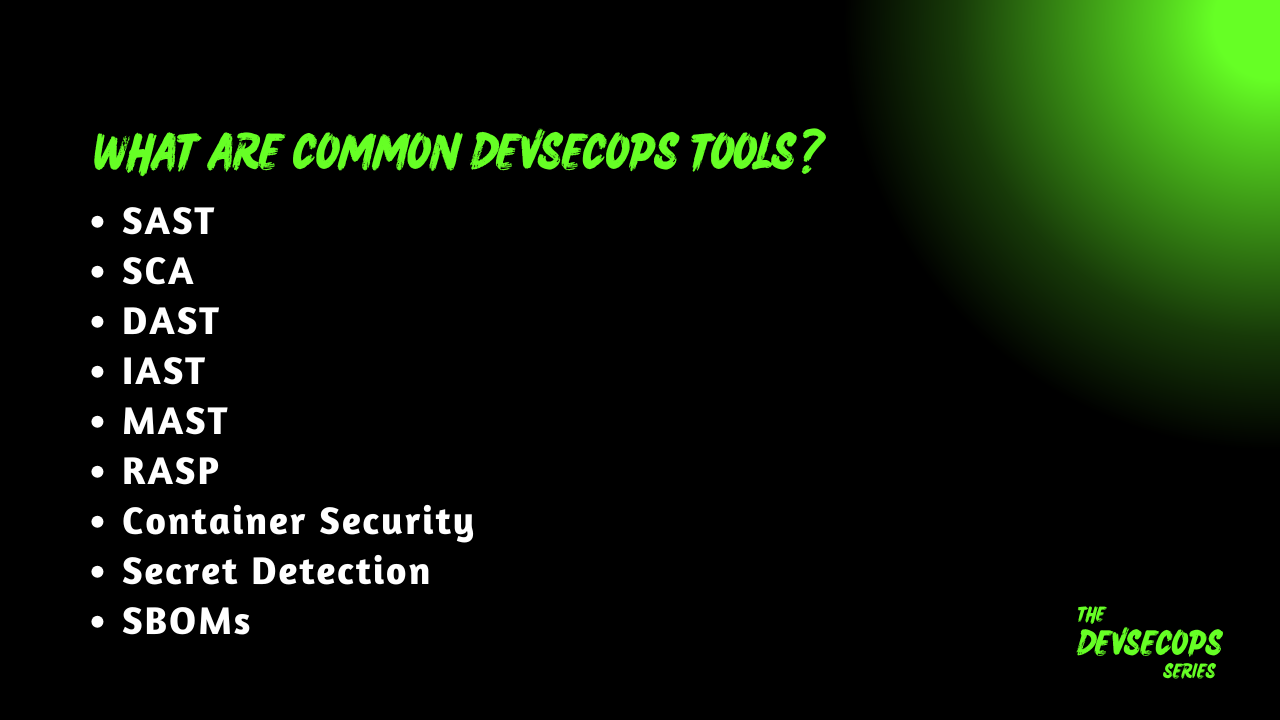 WHAT ARE COMMON DEVSECOPS TOOLS?
• SAST
• SCA
• DAST
• IAST
• MAST
• RASP
• Container Security
• Secret Detection
• SBOMs
THE
DEVSECOPS
SERIES